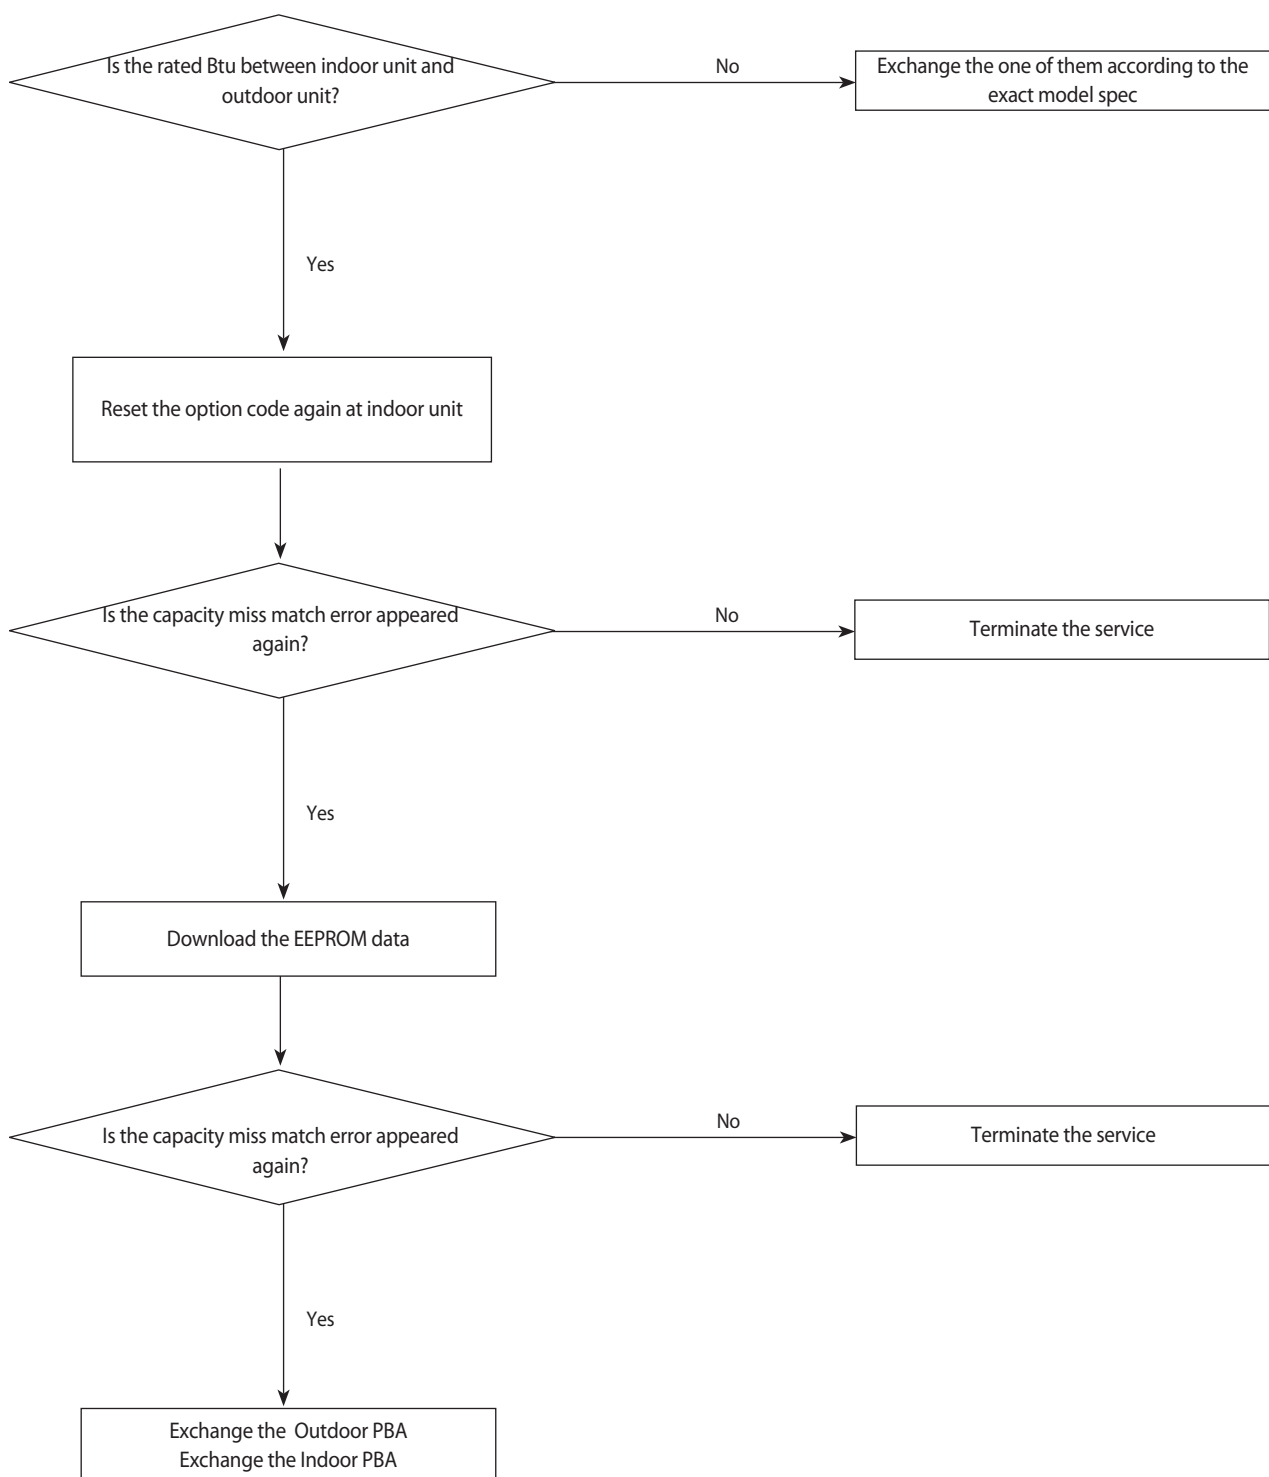 Is the rated Btu between indoor unit and
outdoor unit?
No
Exchange the one of them according to the
exact model spec
Yes
Reset the option code again at indoor unit
Is the capacity miss match error appeared
again?
No
Terminate the service
Yes
Download the EEPROM data
Is the capacity miss match error appeared
again?
No
Terminate the service
Yes
Exchange the Outdoor PBA
Exchange the Indoor PBA